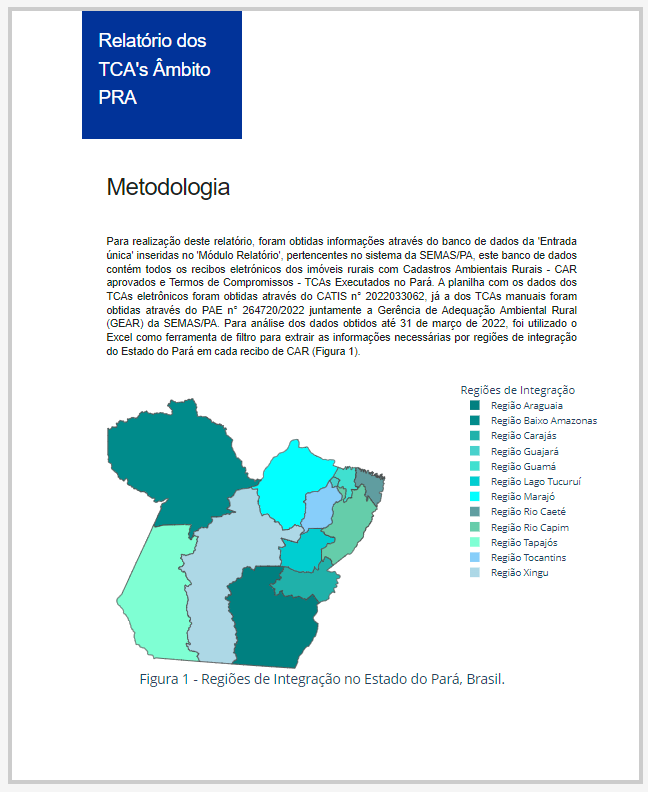 Relatório dos
TCA's Âmbito
PRA
Metodologia
Para realização deste relatório, foram obtidas informações através do banco de dados da 'Entrada
única' inseridas no 'Módulo Relatório', pertencentes no sistema da SEMAS/PA, este banco de dados
contém todos os recibos eletrônicos dos imóveis rurais com Cadastros Ambientais Rurais - CAR
aprovados e Termos de Compromissos - TCAs Executados no Pará. A planilha com os dados dos
TCAs eletrônicos foram obtidas através do CATIS n° 2022033062, já a dos TCAs manuais foram
obtidas através do PAE n° 264720/2022 juntamente a Gerência de Adequação Ambiental Rural
(GEAR) da SEMAS/PA. Para análise dos dados obtidos até 31 de março de 2022, foi utilizado o
Excel como ferramenta de filtro para extrair as informações necessárias por regiões de integração
do Estado do Pará em cada recibo de CAR (Figura 1).
Regiões de Integração
Região Araguaia
Região Baixo Amazonas
Região Carajás
Região Guajará
Região Guamá
Região Lago Tucuruí
Região Marajó
Região Rio Caeté
Região Rio Capim
Região Tapajós
Região Tocantins
Região Xingu
Figura 1 - Regiões de Integração no Estado do Pará, Brasil.